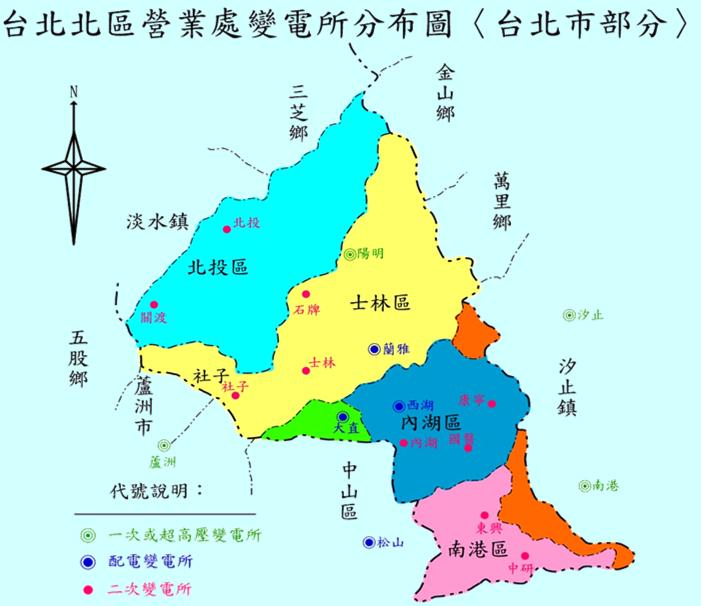 台北北區營業處變電所分布圖〈台北市部分〉
N
三芝鄉
金山鄉
萬里鄉
淡水鎮
北投
北投區
陽明
關渡
石牌
士林區
汐止
五股鄉
蘆洲市
社子
社子
士林
蘭雅
汐止鎮
大直
西湖
康寧
內湖區
內湖
國醫
蘆洲
中山區
松山
南港
東興
南港區
中研
代號說明：
一次或超高壓變電所
配電變電所
二次變電所